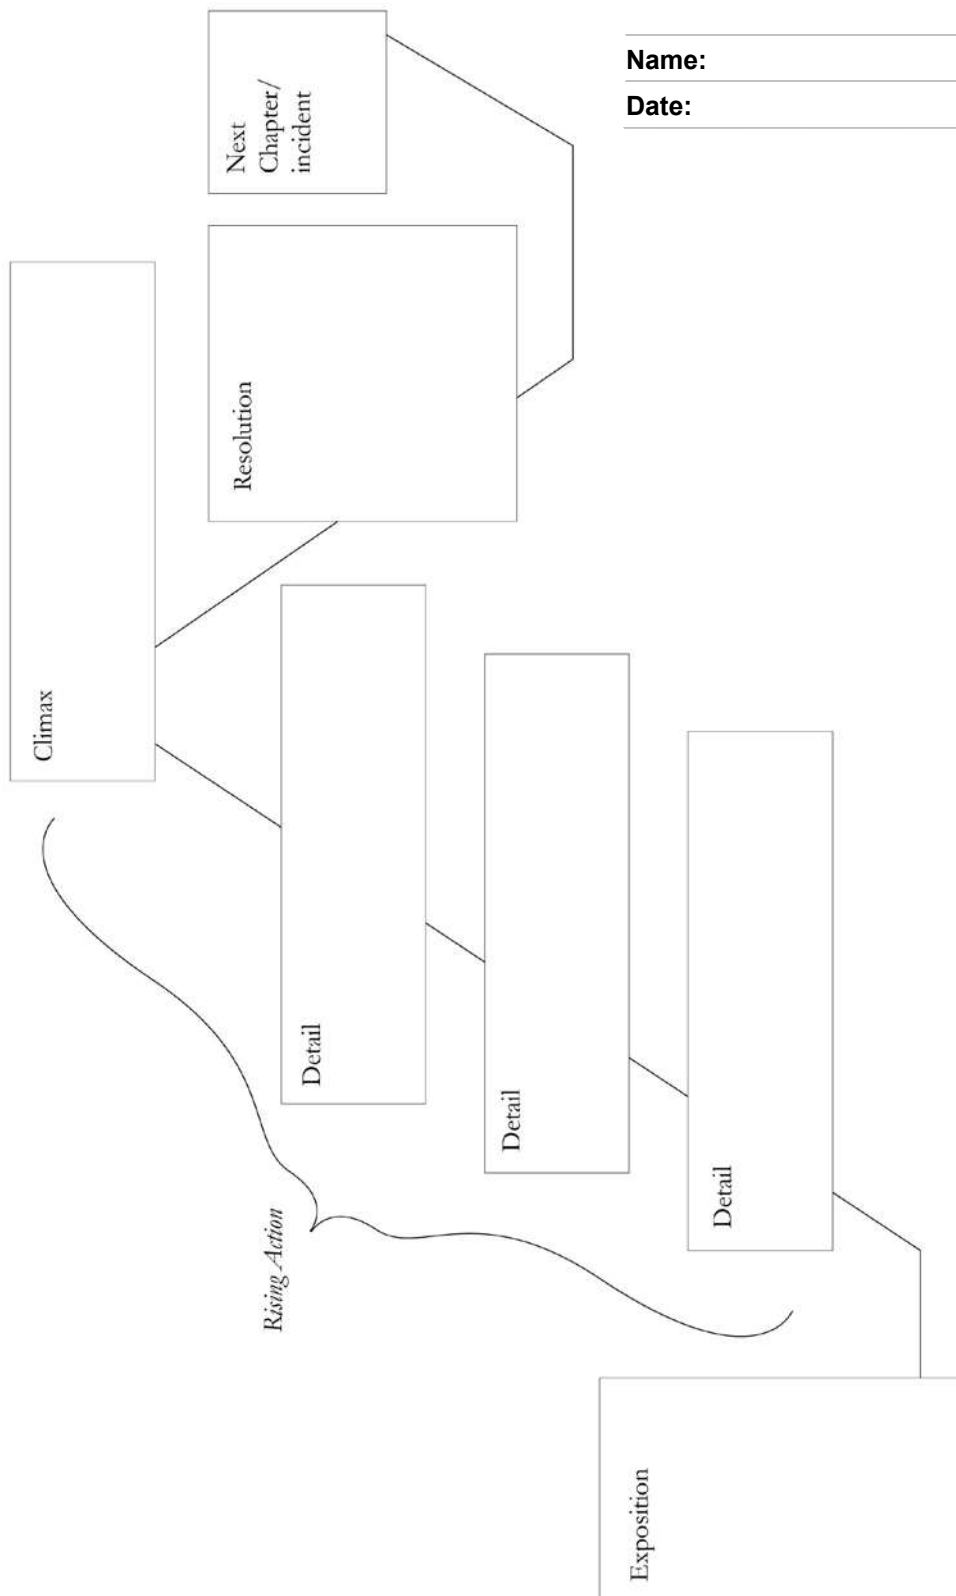 Name:
Date:
Exposition
Rising Action
Detail
Detail
Detail
Climax
Resolution
Next
Chapter/
incident